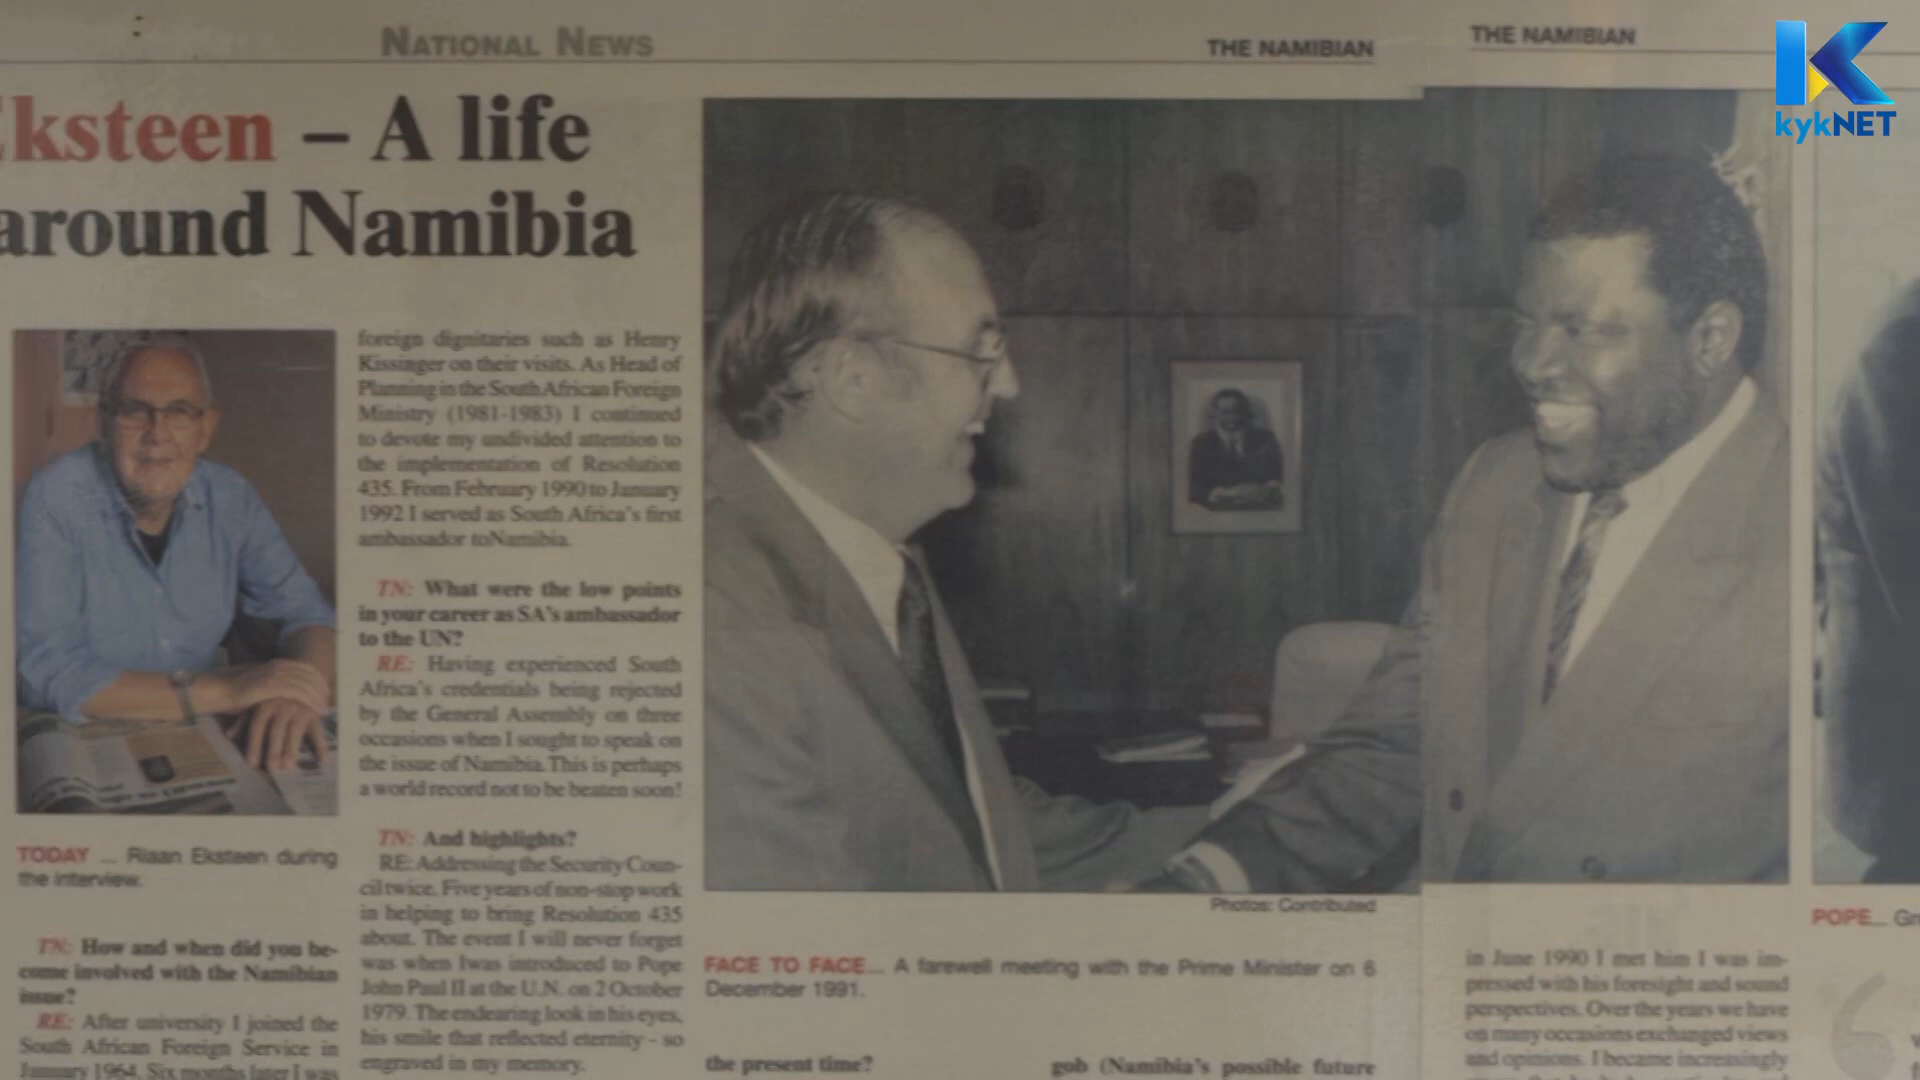 NATIONAL NEWS
THE NAMIBIAN
THE NAMIBIAN
kykNET
Eksteen – A life
around Namibia
foreign dignitaries such as Henry
Kissinger on their visits. As Head of
Planning in the South African Foreign
Ministry (1981-1983) I continued
to devote my undivided attention to
the implementation of Resolution
435. From February 1990 to January
1992 I served as South Africa's first
ambassador toNamibia.
TN: What were the low points
in your career as SA's ambassador
to the UN?
RE: Having experienced South
Africa's credentials being rejected
by the General Assembly on three
occasions when I sought to speak on
the issue of Namibia. This is perhaps
a world record not to be beaten soon!
TN: And highlights?
RE: Addressing the Security Coun-
cil twice. Five years of non-stop work
in helping to bring Resolution 435
about. The event I will never forget
was when Iwas introduced to Pope
John Paul II at the U.N. on 2 October
1979. The endearing look in his eyes,
his smile that reflected eternity - so
engraved in my memory.
TODAY ... Riaan Eksteen during
the interview.
TN: How and when did you be-
come involved with the Namibian
issue?
RE: After university I joined the
South African Foreign Service in
January 1964. Six months later I was
Photos: Contributed
FACE TO FACE... A farewell meeting with the Prime Minister on 6
December 1991.
the present time?
gob (Namibia's possible future
in June 1990 I met him I was im-
pressed with his foresight and sound
perspectives. Over the years we have
on many occasions exchanged views
and opinions. I became increasingly
POPE...